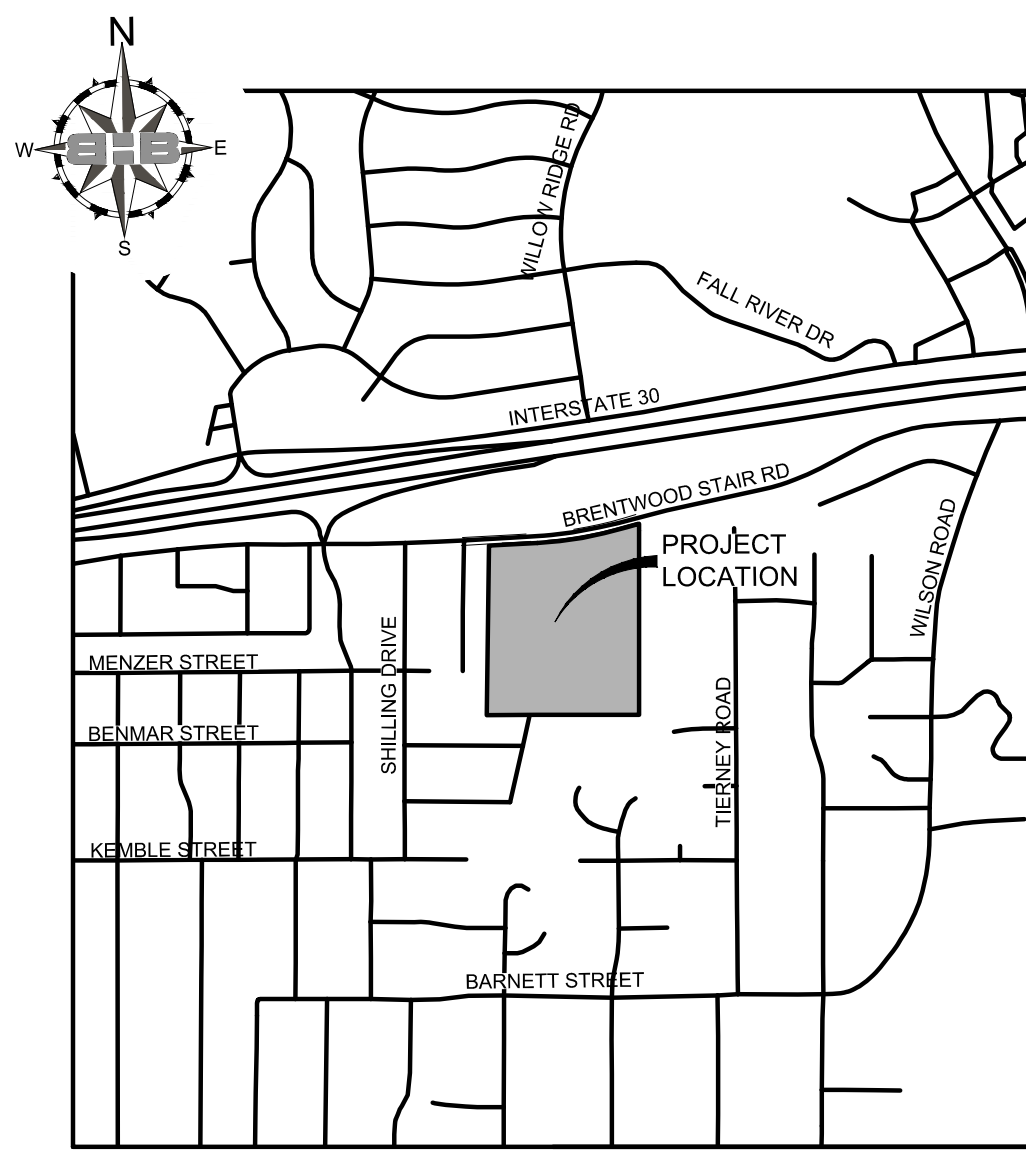 N
W
BHB
E
S
WILLOW RIDGE RD
FALL RIVER DR
INTERSTATE 30
BRENTWOOD STAIR RD
PROJECT
LOCATION
WILSON ROAD
SHILLING DRIVE
MENZER STREET
TIERNEY ROAD
BENMAR STREET
KEMBLE STREET
BARNETT STREET